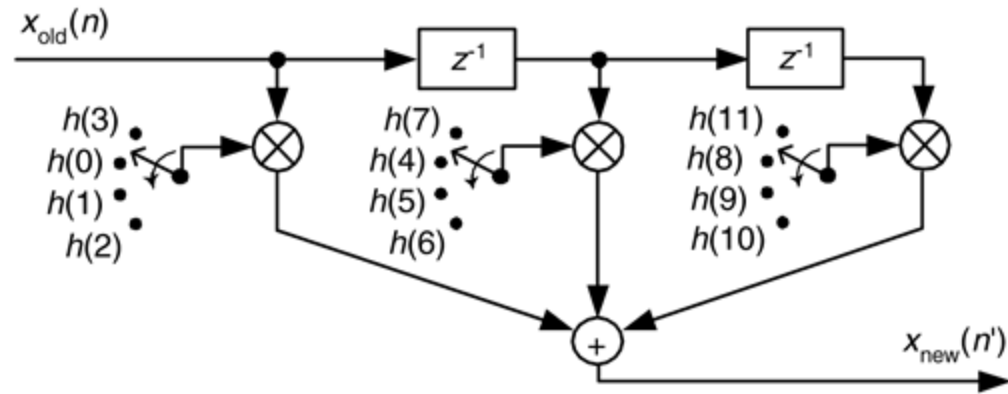 x_old(n)
z⁻¹
z⁻¹
h(3) h(7) h(11)
h(0) h(4) h(8)
h(1) h(5) h(9)
h(2) h(6) h(10)
+
x_new(n')